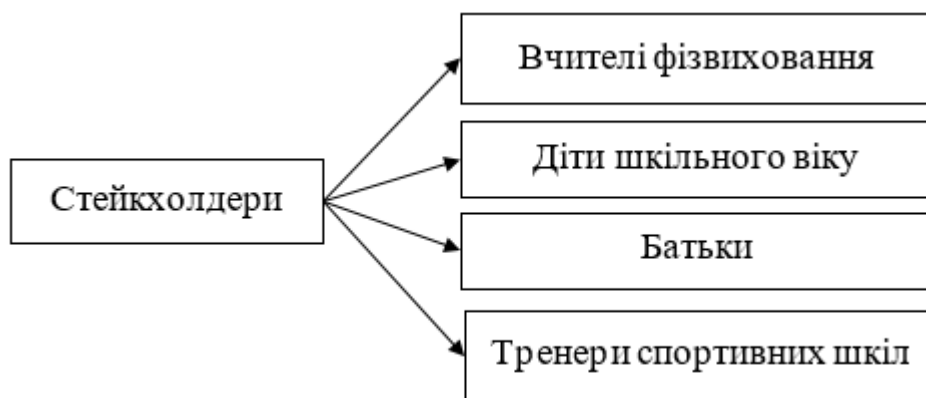 Вчителі фізвиховання
Діти шкільного віку
Стейкхолдери
Батьки
Тренери спортивних шкіл